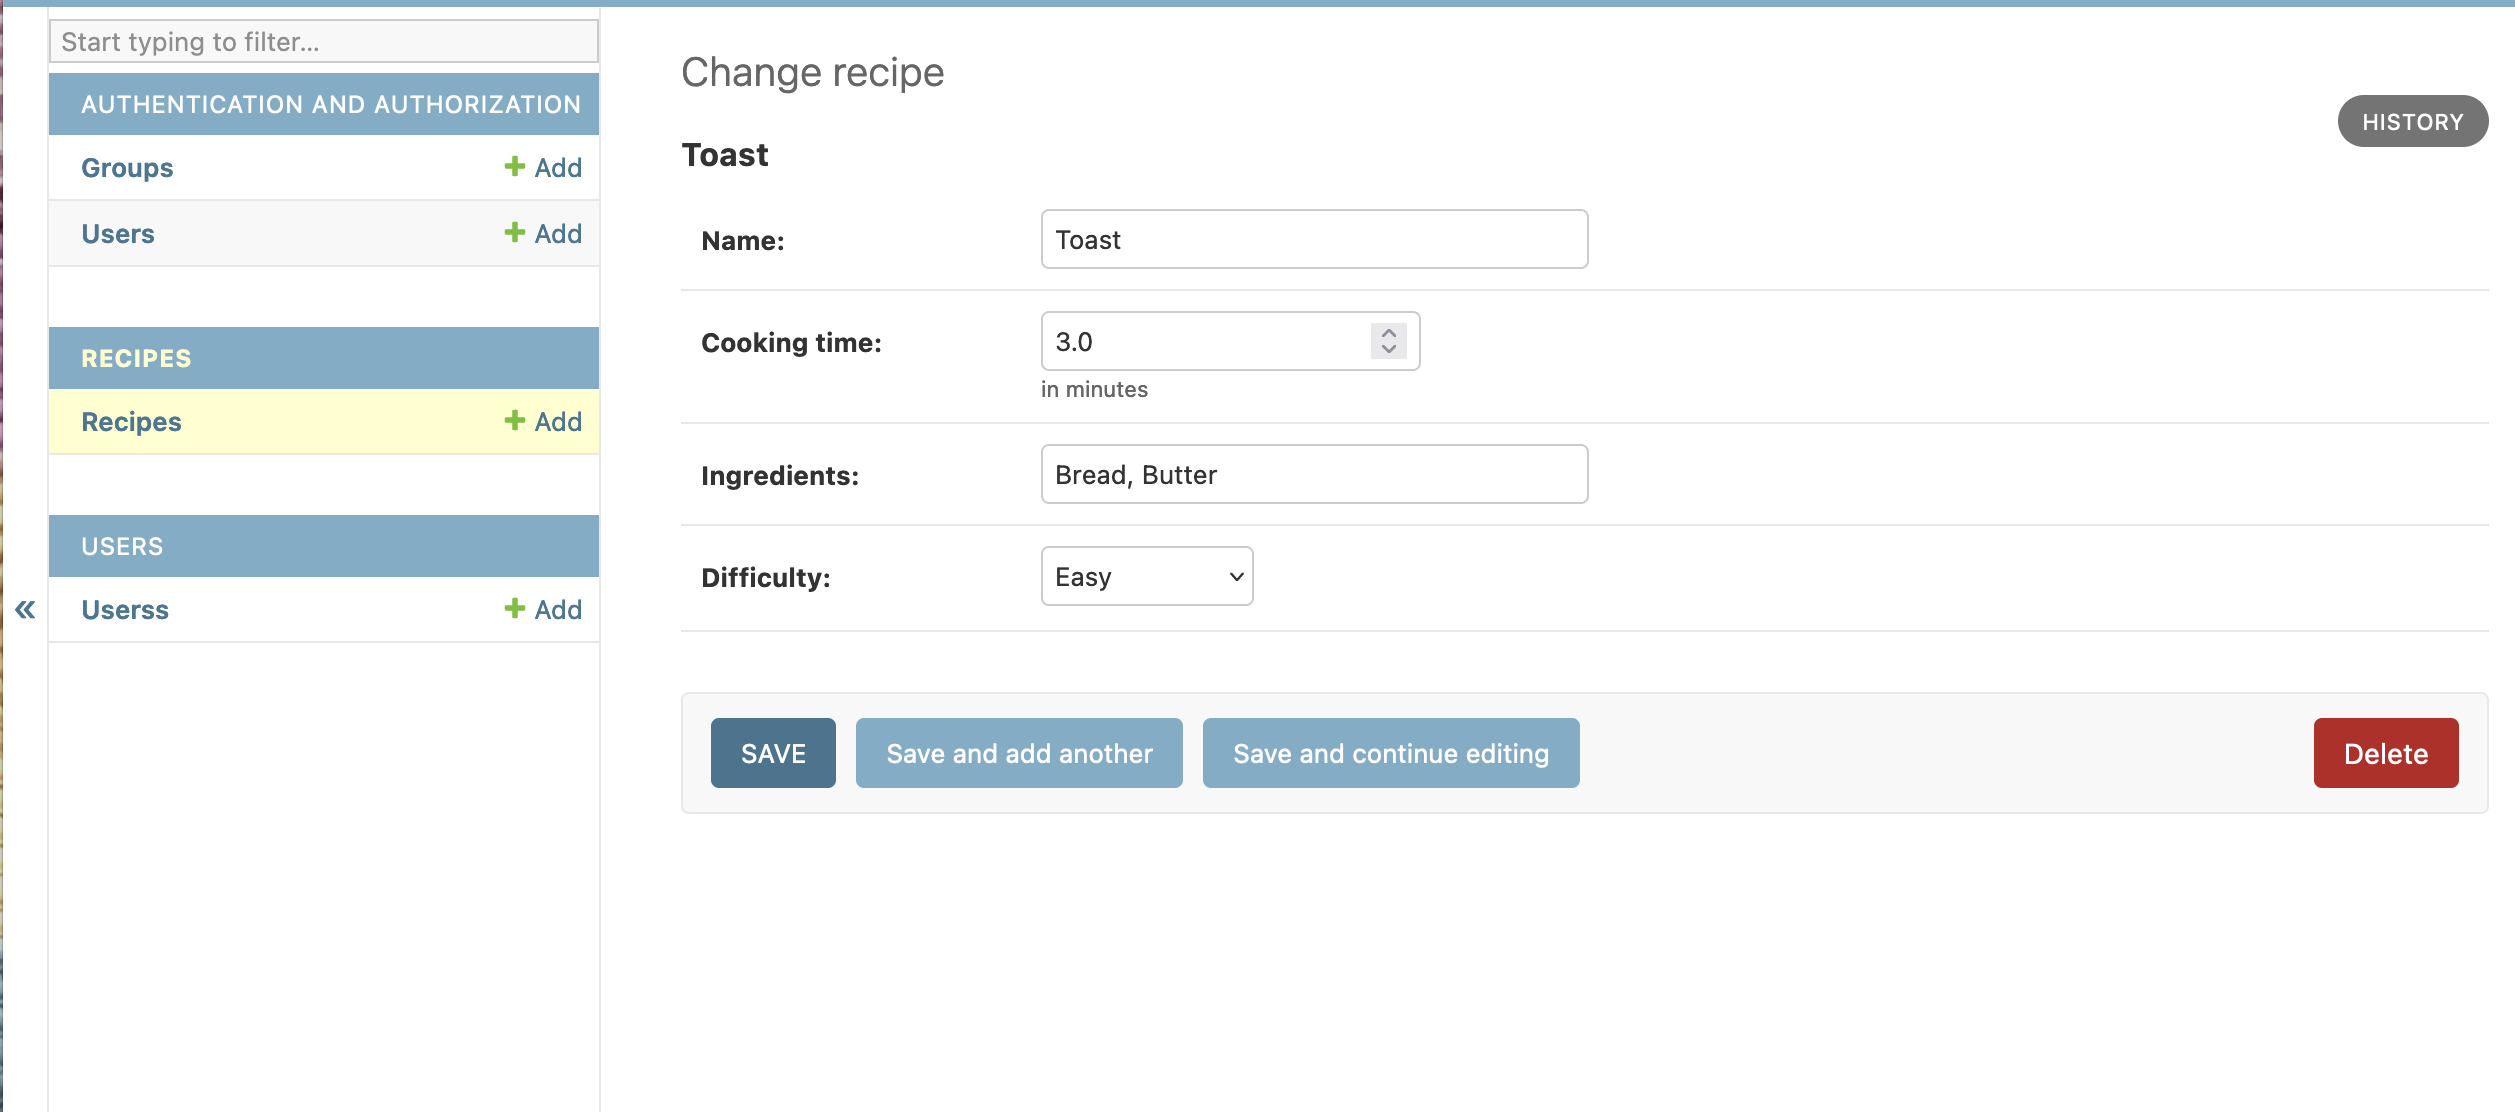 Start typing to filter...
AUTHENTICATION AND AUTHORIZATION
Groups + Add
Users + Add
RECIPES
Recipes + Add
USERS
Userss + Add
«
Change recipe
HISTORY
Toast
Name: Toast
Cooking time: 3.0
in minutes
Ingredients: Bread, Butter
Difficulty: Easy
SAVE Save and add another Save and continue editing Delete